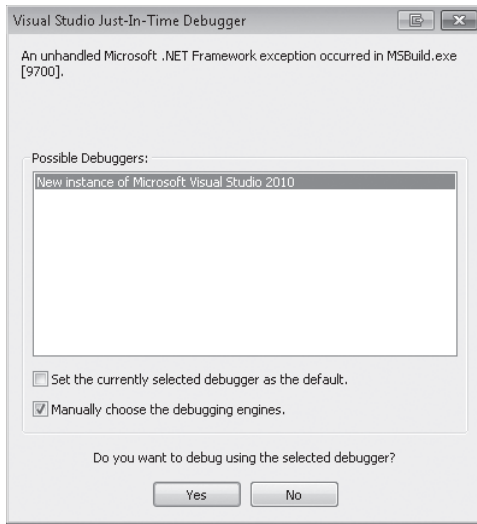 Visual Studio Just-In-Time Debugger
An unhandled Microsoft .NET Framework exception occurred in MSBuild.exe
[9700].
Possible Debuggers:
New instance of Microsoft Visual Studio 2010
Set the currently selected debugger as the default.
Manually choose the debugging engines.
Do you want to debug using the selected debugger?
Yes No